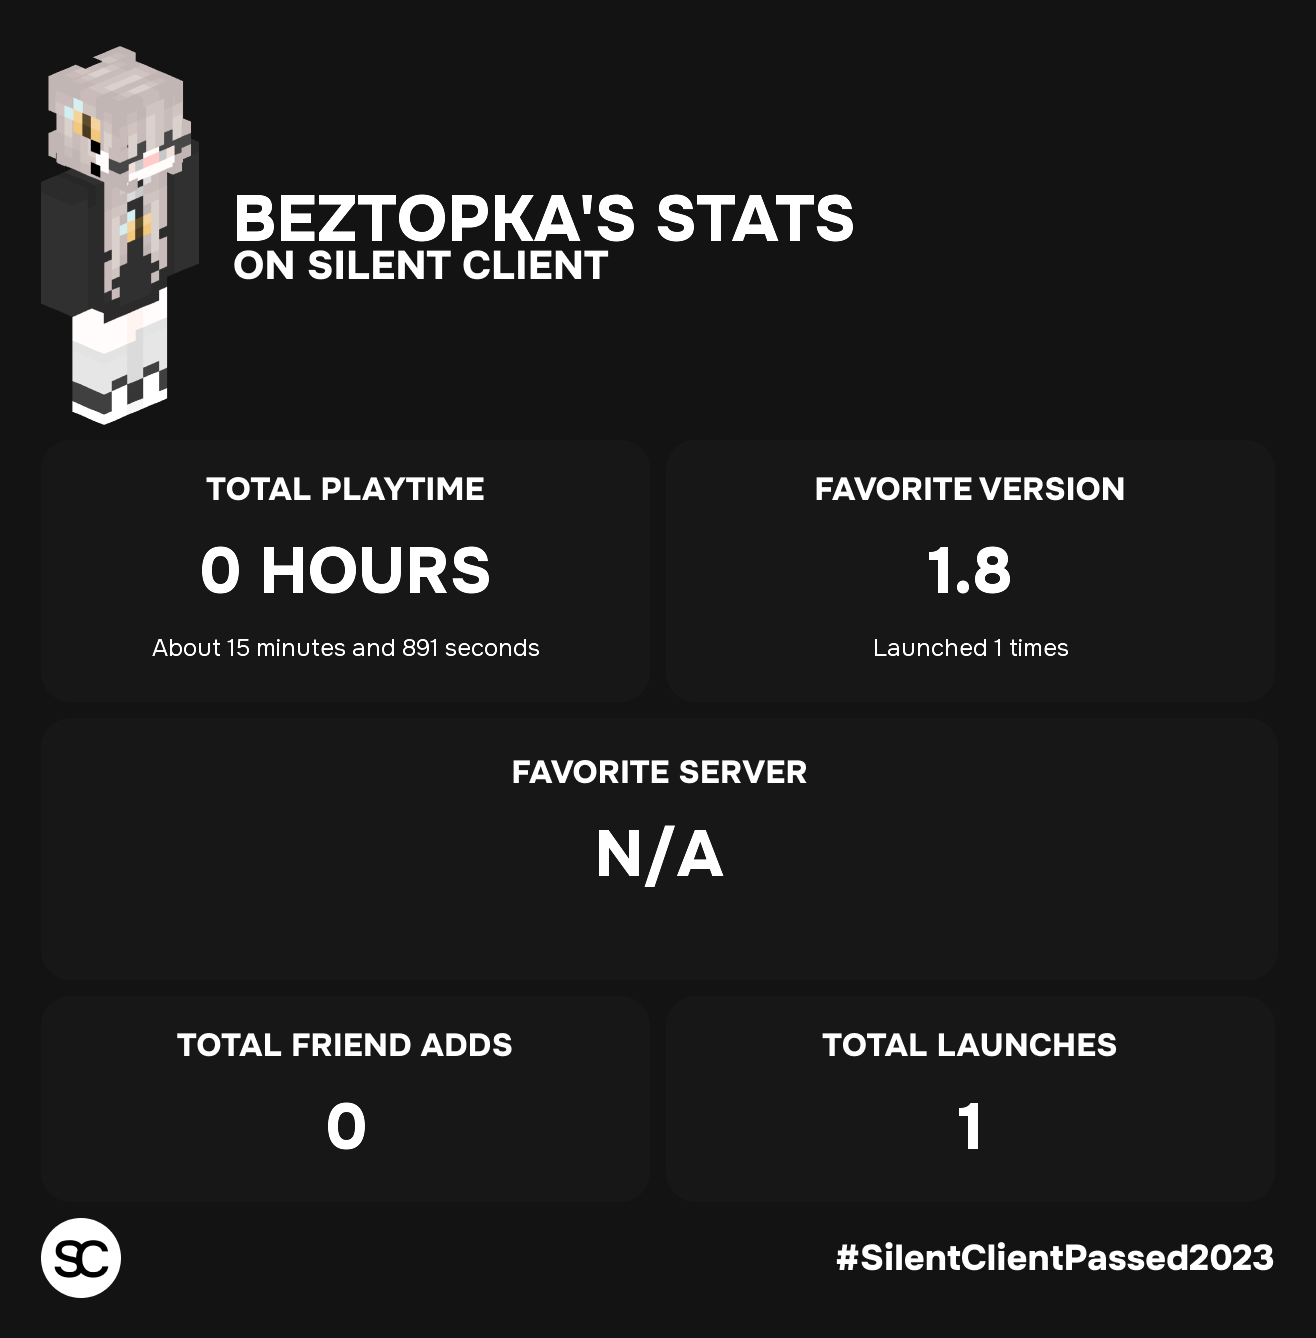 BEZTOPKA'S STATS
ON SILENT CLIENT
TOTAL PLAYTIME
0 HOURS
About 15 minutes and 891 seconds
FAVORITE VERSION
1.8
Launched 1 times
FAVORITE SERVER
N/A
TOTAL FRIEND ADDS
0
TOTAL LAUNCHES
1
SC
#SilentClientPassed2023